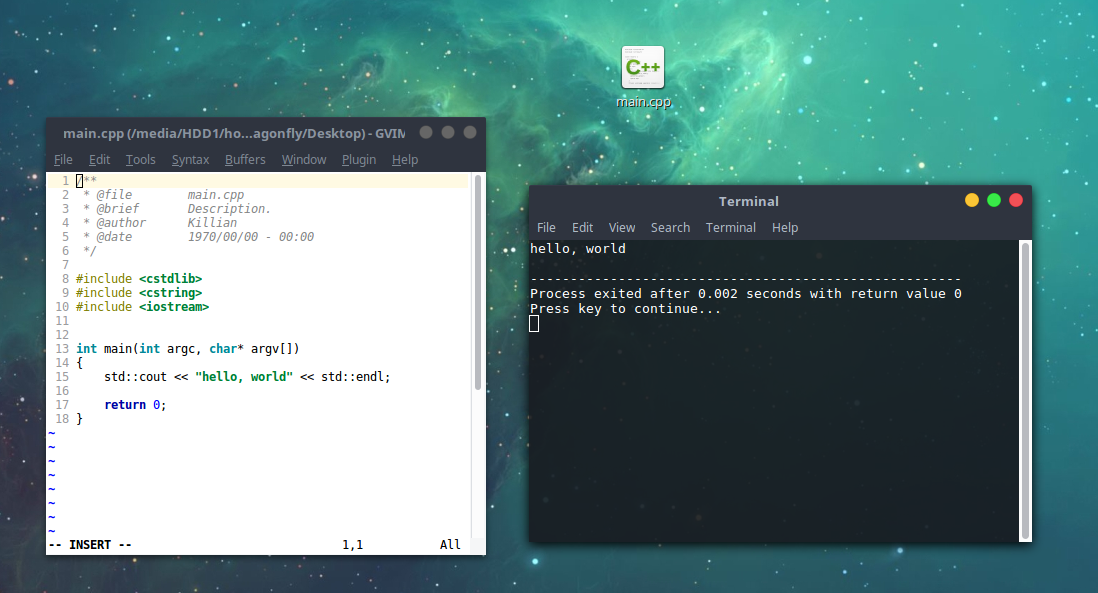 C++
main.cpp
main.cpp (/media/HDD1/ho...agonfly/Desktop) - GVIM
File Edit Tools Syntax Buffers Window Plugin Help
1 /**
2  * @file        main.cpp
3  * @brief       Description.
4  * @author      Killian
5  * @date        1970/00/00 - 00:00
6  */
7
8 #include <cstdlib>
9 #include <cstring>
10 #include <iostream>
11
12
13 int main(int argc, char* argv[])
14 {
15     std::cout << "hello, world" << std::endl;
16
17     return 0;
18 }
~
~
~
~
~
~
~
~
-- INSERT --    1,1    All
Terminal
File Edit View Search Terminal Help
hello, world
------------------------------------------------------
Process exited after 0.002 seconds with return value 0
Press key to continue...